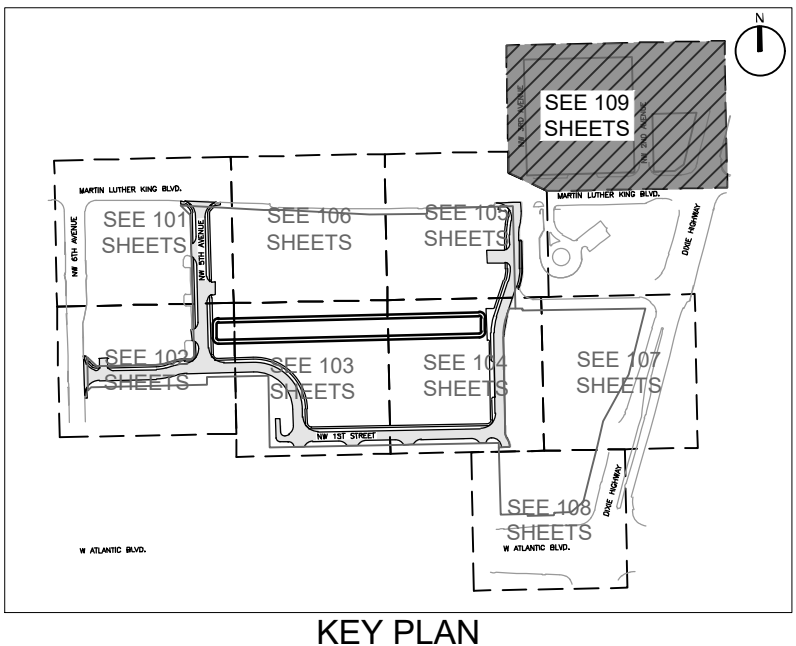 N
NW 3RD AVENUE
SEE 109
SHEETS
NW 2ND AVENUE
MARTIN LUTHER KING BLVD.
MARTIN LUTHER KING BLVD.
NW 6TH AVENUE
SEE 101
SHEETS
NW 5TH AVENUE
SEE 106
SHEETS
SEE 105
SHEETS
DIXIE HIGHWAY
SEE 102
SHEETS
SEE 103
SHEETS
SEE 104
SHEETS
SEE 107
SHEETS
NW 1ST STREET
DIXIE HIGHWAY
SEE 108
SHEETS
W ATLANTIC BLVD.
W ATLANTIC BLVD.
KEY PLAN